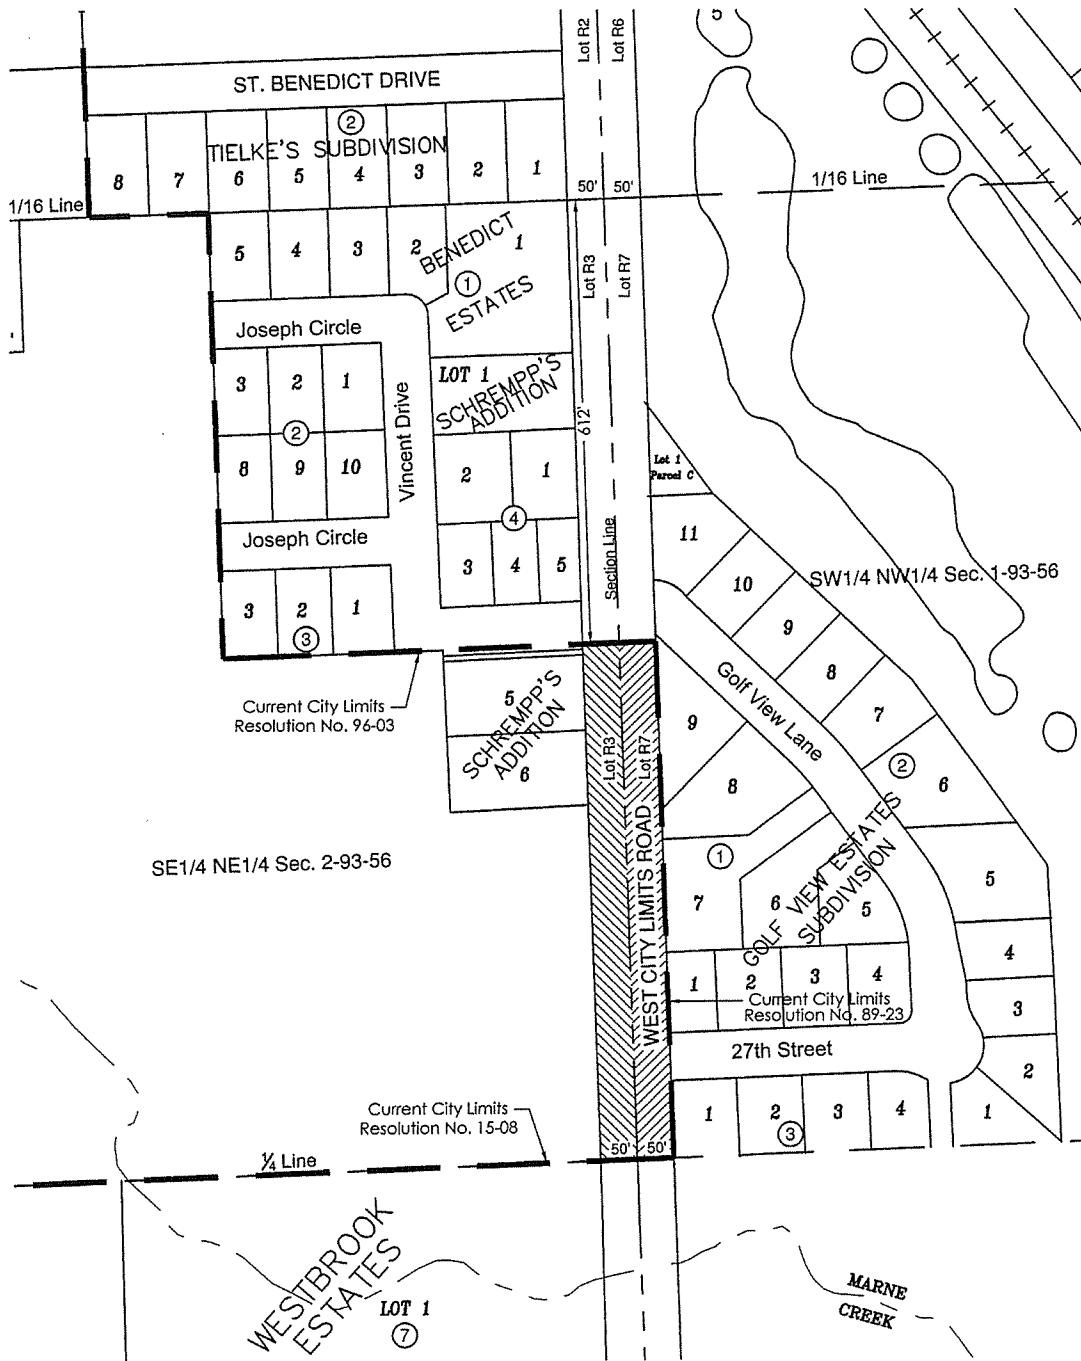 Lot R2
Lot R6
5
ST. BENEDICT DRIVE
2
TIELKE'S SUBDIVISION
8
7
6
5
4
3
2
1
50'
50'
1/16 Line
1/16 Line
5
4
3
2
1
BENEDICT
1
ESTATES
Lot R3
Lot R7
Joseph Circle
LOT 1
SCHREMPP'S
ADDITION
3
2
1
2
8
9
10
Vincent Drive
612'
Lot 1
Parcel C
2
1
4
3
4
5
Section Line
Joseph Circle
3
2
1
3
11
10
9
8
7
6
5
4
3
2
1
2
SW1/4 NW1/4 Sec. 1-93-56
Golf View Lane
Current City Limits
Resolution No. 96-03
5
SCHREMPP'S
ADDITION
6
Lot R3
Lot R7
WEST CITY LIMITS ROAD
9
8
1
7
6
5
GOLF VIEW ESTATES
SUBDIVISION
1
2
3
4
Current City Limits
Resolution No. 89-23
SE1/4 NE1/4 Sec. 2-93-56
27th Street
1
2
3
4
3
Current City Limits
Resolution No. 15-08
50'
50'
1/4 Line
WESTBROOK
ESTATES
LOT 1
7
MARNE
CREEK